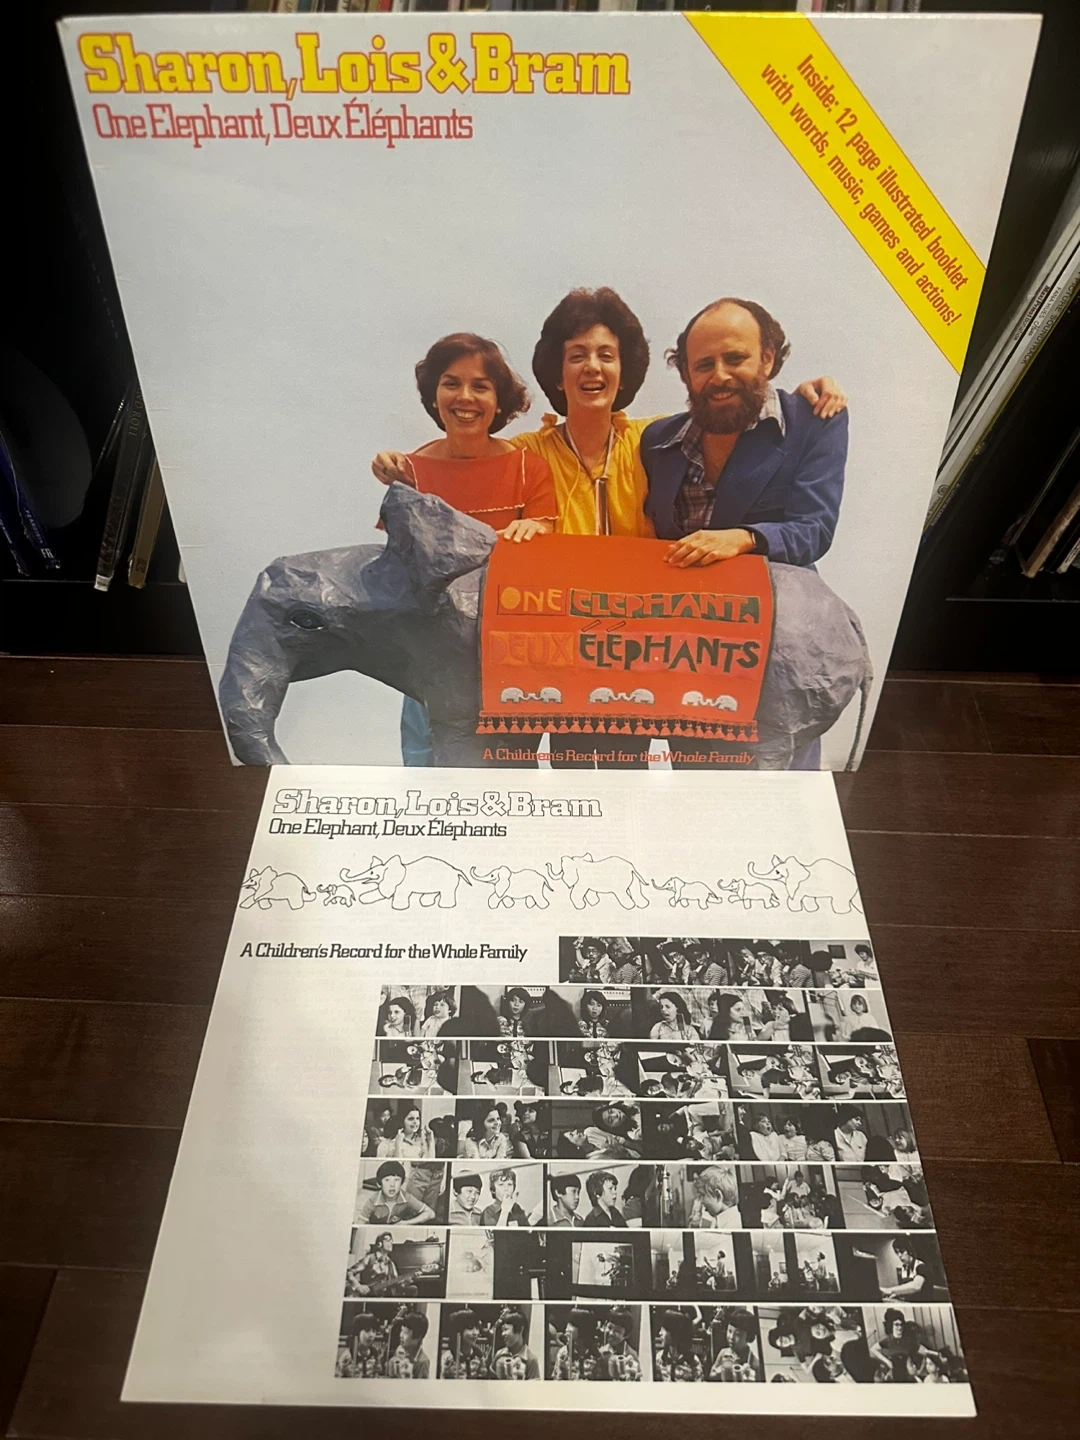 Sharon, Lois & Bram
One Elephant, Deux Éléphants
Inside: 12 page illustrated booklet
with words, music, games and actions!
ONE ELEPHANT,
DEUX ÉLÉPHANTS
A Children's Record for the Whole Family
Sharon, Lois & Bram
One Elephant, Deux Éléphants
A Children's Record for the Whole Family